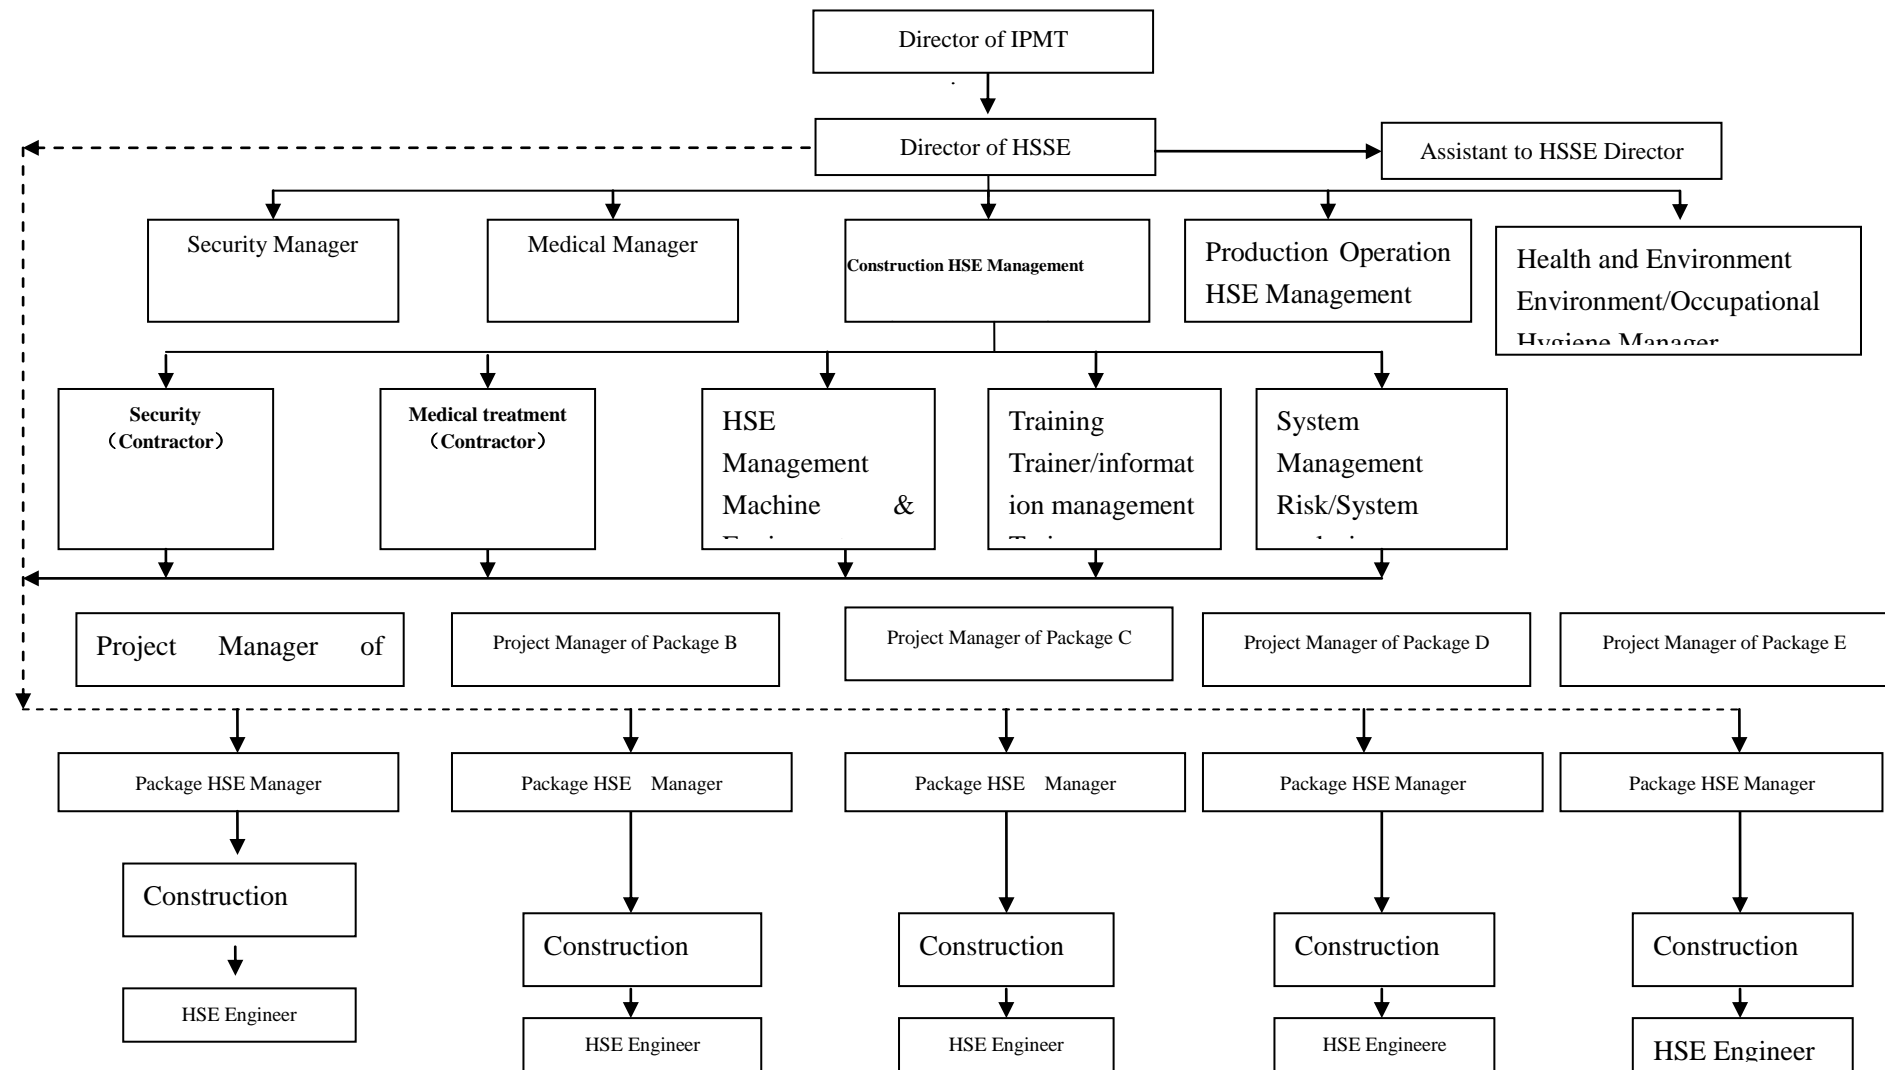 Director of IPMT
Director of HSSE
Assistant to HSSE Director
Security Manager
Medical Manager
Construction HSE Management
Production Operation
HSE Management
Health and Environment
Environment/Occupational
Hygiene Manager
Security
（Contractor）
Medical treatment
（Contractor）
HSE
Management
Machine &
Training
Trainer/informat
ion management
System
Management
Risk/System
Project Manager of
Project Manager of Package B
Project Manager of Package C
Project Manager of Package D
Project Manager of Package E
Package HSE Manager
Package HSE Manager
Package HSE Manager
Package HSE Manager
Package HSE Manager
Construction
Construction
Construction
Construction
Construction
HSE Engineer
HSE Engineer
HSE Engineer
HSE Engineere
HSE Engineer